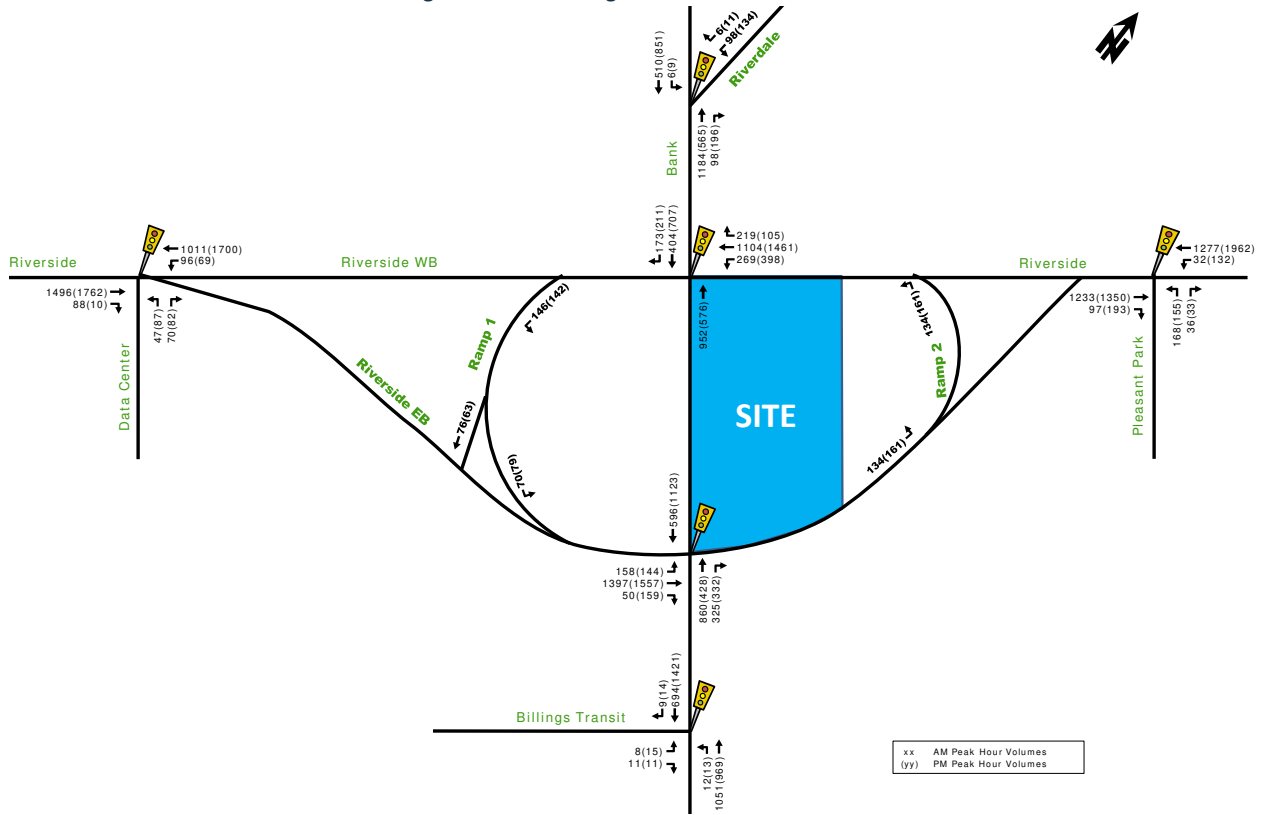 6(11)
98(134)
510(851)
6(9)
Riverdale
1184(565)
98(196)
Bank
173(211)
404(707)
219(105)
1104(1461)
269(398)
1011(1700)
96(69)
1277(1962)
32(132)
Riverside
Riverside WB
Riverside
1496(1762)
88(10)
47(87)
70(82)
146(142)
952(576)
134(161)
1233(1350)
97(193)
168(155)
36(33)
Data Center
Ramp 1
Riverside EB
Ramp 2
Pleasant Park
SITE
76(63)
70(79)
134(161)
596(1123)
158(144)
1397(1557)
50(159)
860(428)
325(332)
9(14)
694(1421)
Billings Transit
8(15)
11(11)
12(13)
1051(969)
xx AM Peak Hour Volumes
(yy) PM Peak Hour Volumes